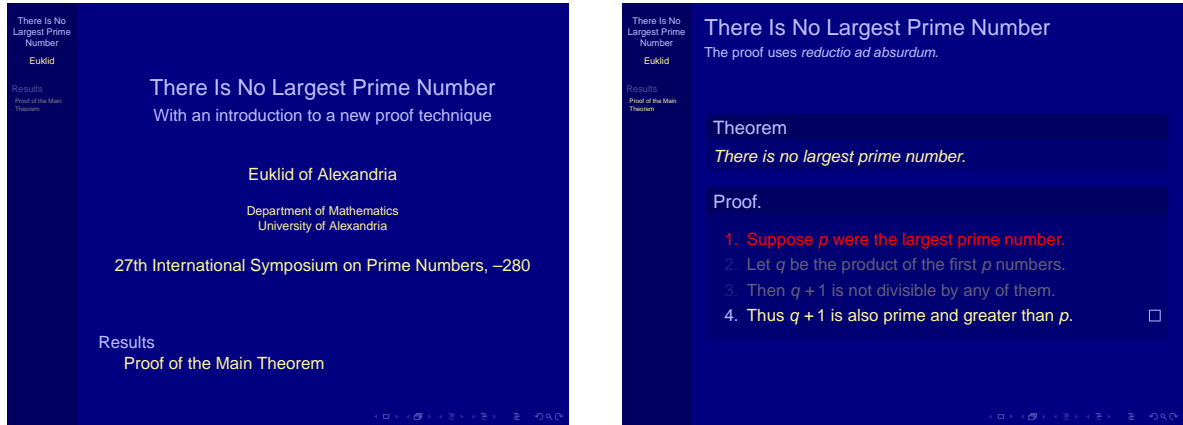 There Is No
Largest Prime
Number
Euklid
Results
Proof of the Main
Theorem
There Is No Largest Prime Number
With an introduction to a new proof technique
Euklid of Alexandria
Department of Mathematics
University of Alexandria
27th International Symposium on Prime Numbers, –280
Results
Proof of the Main Theorem
There Is No
Largest Prime
Number
Euklid
Results
Proof of the Main
Theorem
There Is No Largest Prime Number
The proof uses reductio ad absurdum.
Theorem
There is no largest prime number.
Proof.
1. Suppose p were the largest prime number.
2. Let q be the product of the first p numbers.
3. Then q + 1 is not divisible by any of them.
4. Thus q + 1 is also prime and greater than p. □